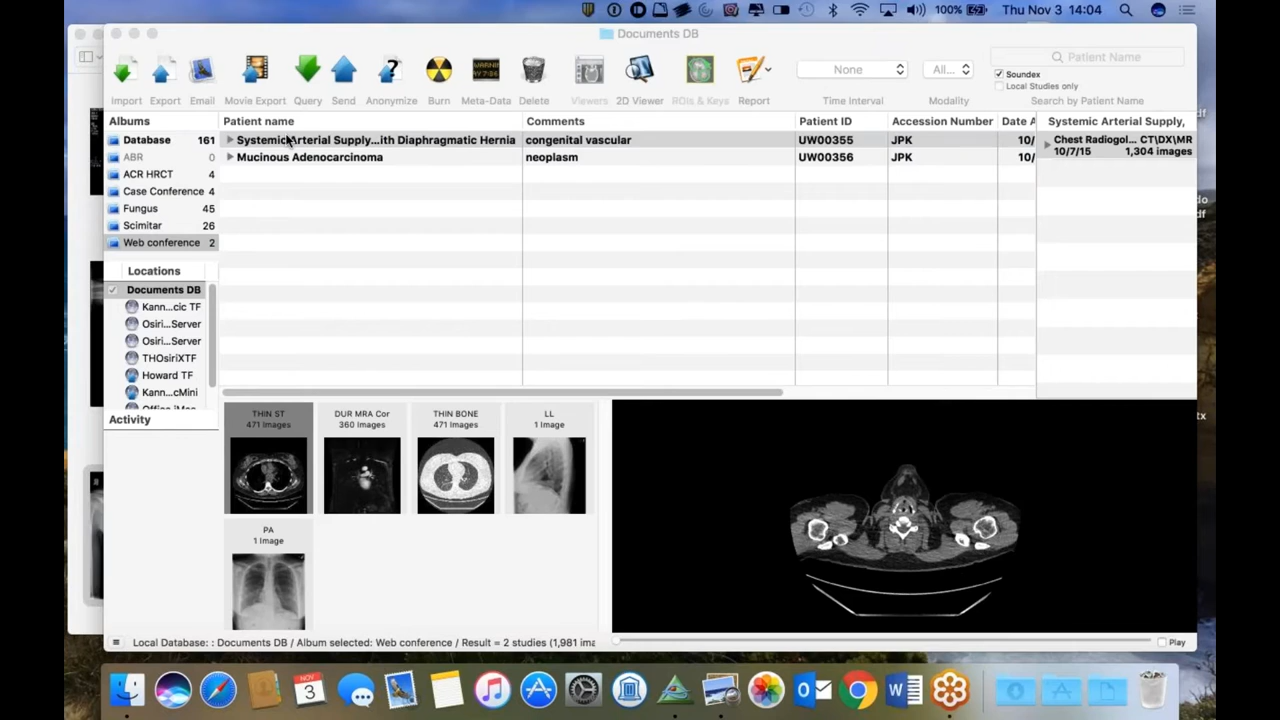 100%
Thu Nov 3 14:04
Documents DB
Import
Export
Email
Movie Export
Query
Send
Anonymize
Burn
Meta-Data
Delete
Viewers
2D Viewer
ROIs & Keys
Report
None
Time Interval
All...
Modality
Patient Name
Soundex
Local Studies only
Search by Patient Name
Albums
Database 161
ABR 0
ACR HRCT 4
Case Conference 4
Fungus 45
Scimitar 26
Web conference 2
Locations
Documents DB
Kann...cic TF
Osiri...Server
Osiri...Server
THOsiriXTF
Howard TF
Kann...cMini
Activity
Patient name Comments Patient ID Accession Number Date A
Systemic Arterial Supply...ith Diaphragmatic Hernia congenital vascular UW00355 JPK 10/
Mucinous Adenocarcinoma neoplasm UW00356 JPK 10/
Systemic Arterial Supply,
Chest Radiogol... CT\DX\MR
10/7/15 1,304 images
THIN ST
471 Images
DUR MRA Cor
360 Images
THIN BONE
471 Images
LL
1 Image
PA
1 Image
Local Database: : Documents DB / Album selected: Web conference / Result = 2 studies (1,981 ima
Play
NOV
3